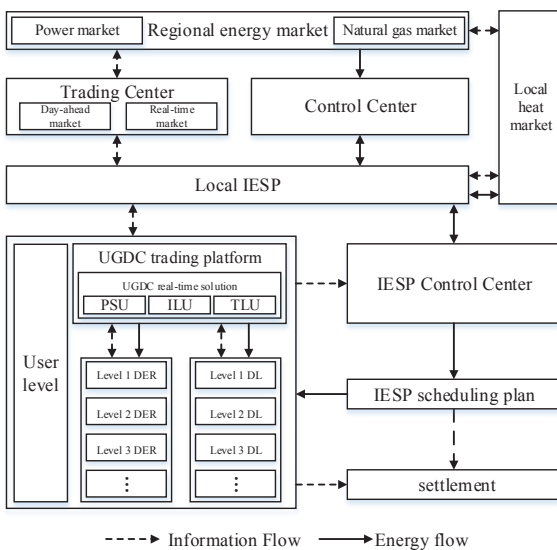 Power market
Regional energy market
Natural gas market
Trading Center
Day-ahead
market
Real-time
market
Control Center
Local
heat
market
Local IESP
UGDC trading platform
UGDC real-time solution
PSU
ILU
TLU
IESP Control Center
User
level
Level 1 DER
Level 2 DER
Level 3 DER
⋮
Level 1 DL
Level 2 DL
Level 3 DL
⋮
IESP scheduling plan
settlement
Information Flow
Energy flow